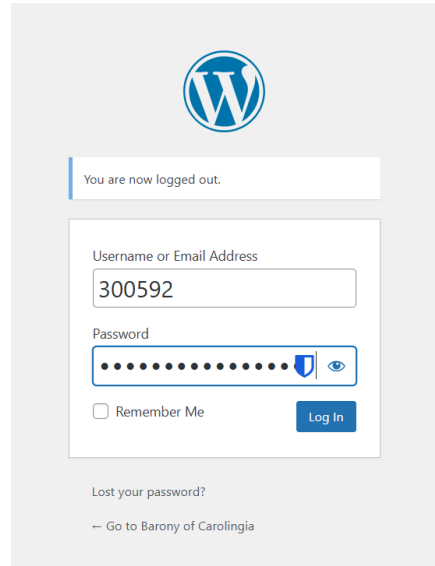 You are now logged out.
Username or Email Address
300592
Password
••••••••••••••••
Remember Me
Log In
Lost your password?
← Go to Barony of Carolingia